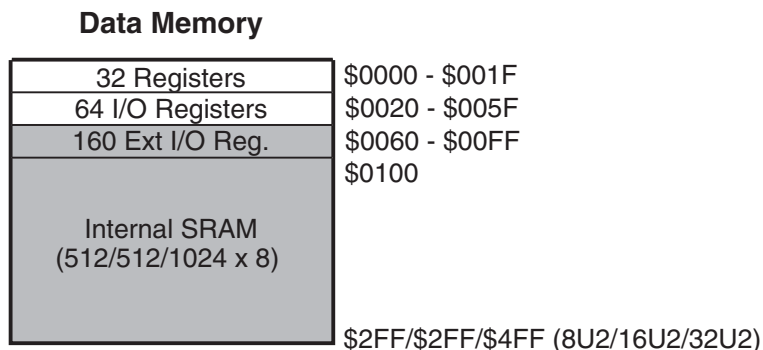 Data Memory
32 Registers $0000 - $001F
64 I/O Registers $0020 - $005F
160 Ext I/O Reg. $0060 - $00FF
$0100
Internal SRAM
(512/512/1024 x 8)
$2FF/$2FF/$4FF (8U2/16U2/32U2)